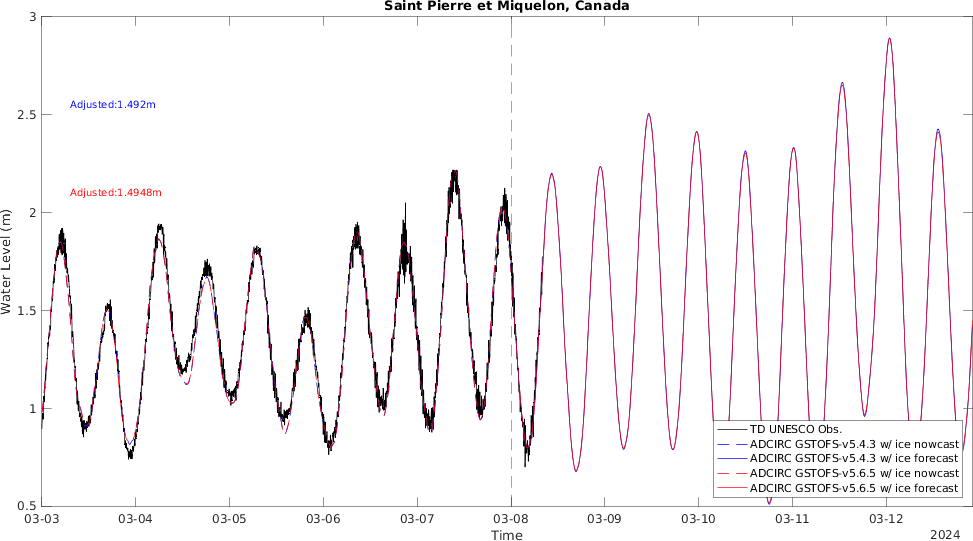 Saint Pierre et Miquelon, Canada
3
2.5
2
1.5
1
0.5
Water Level (m)
Adjusted:1.492m
Adjusted:1.4948m
TD UNESCO Obs.
ADCIRC GSTOFS-v5.4.3 w/ ice nowcast
ADCIRC GSTOFS-v5.4.3 w/ ice forecast
ADCIRC GSTOFS-v5.6.5 w/ ice nowcast
ADCIRC GSTOFS-v5.6.5 w/ ice forecast
03-03 03-04 03-05 03-06 03-07 03-08 03-09 03-10 03-11 03-12
Time
2024